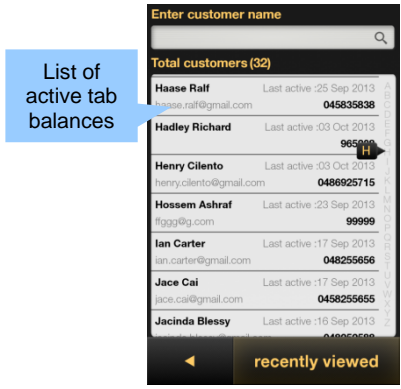 Enter customer name
Total customers (32)
List of
active tab
balances
Haase Ralf Last active :25 Sep 2013
haase.ralf@gmail.com 045835838
Hadley Richard Last active :03 Oct 2013
H
Henry Cilento Last active :03 Oct 2013
henry.cilento@gmail.com 0486925715
Hossem Ashraf Last active :23 Sep 2013
ffggg@g.com 99999
Ian Carter Last active :17 Sep 2013
ian.carter@gmail.com 048255656
Jace Cai Last active :17 Sep 2013
jace.cai@gmail.com 0458255655
Jacinda Blessy Last active :16 Sep 2013
recently viewed